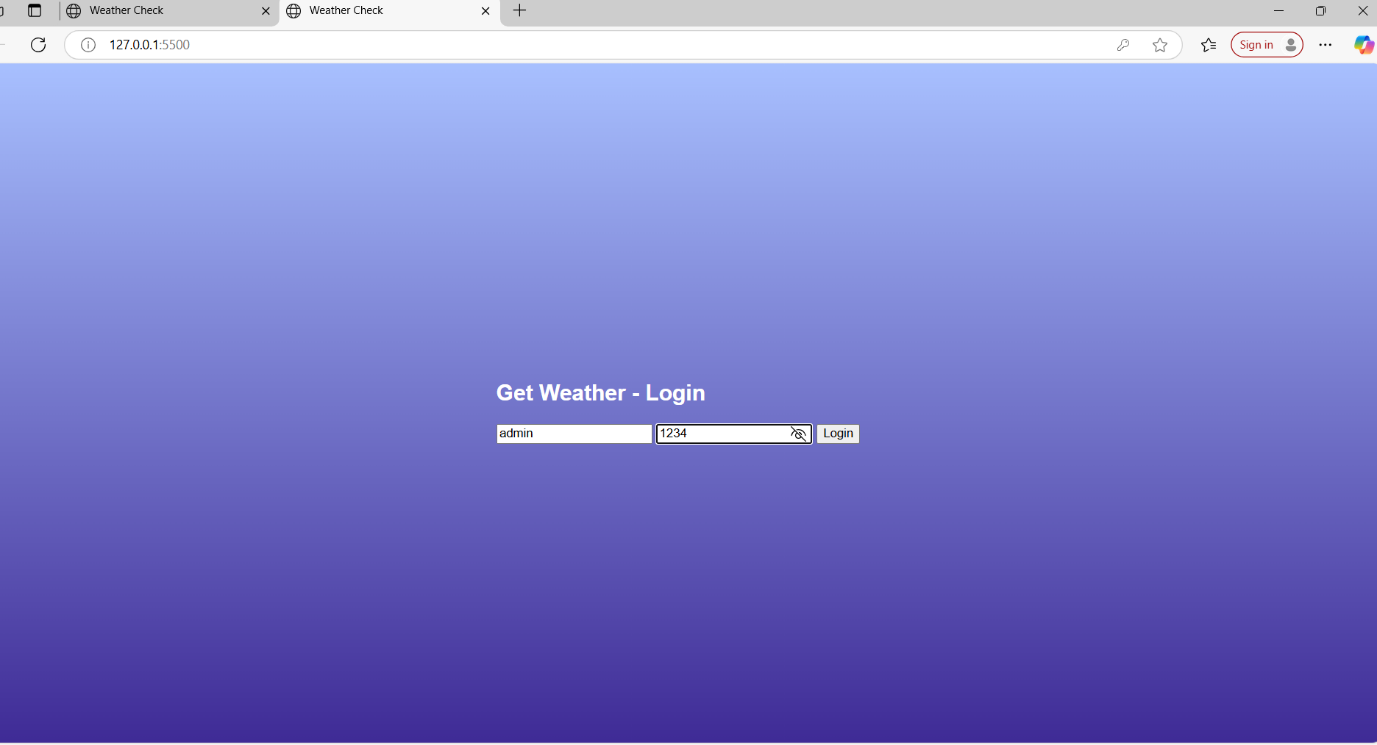 Weather Check
Weather Check
127.0.0.1:5500
Sign in
Get Weather - Login
admin
1234
Login